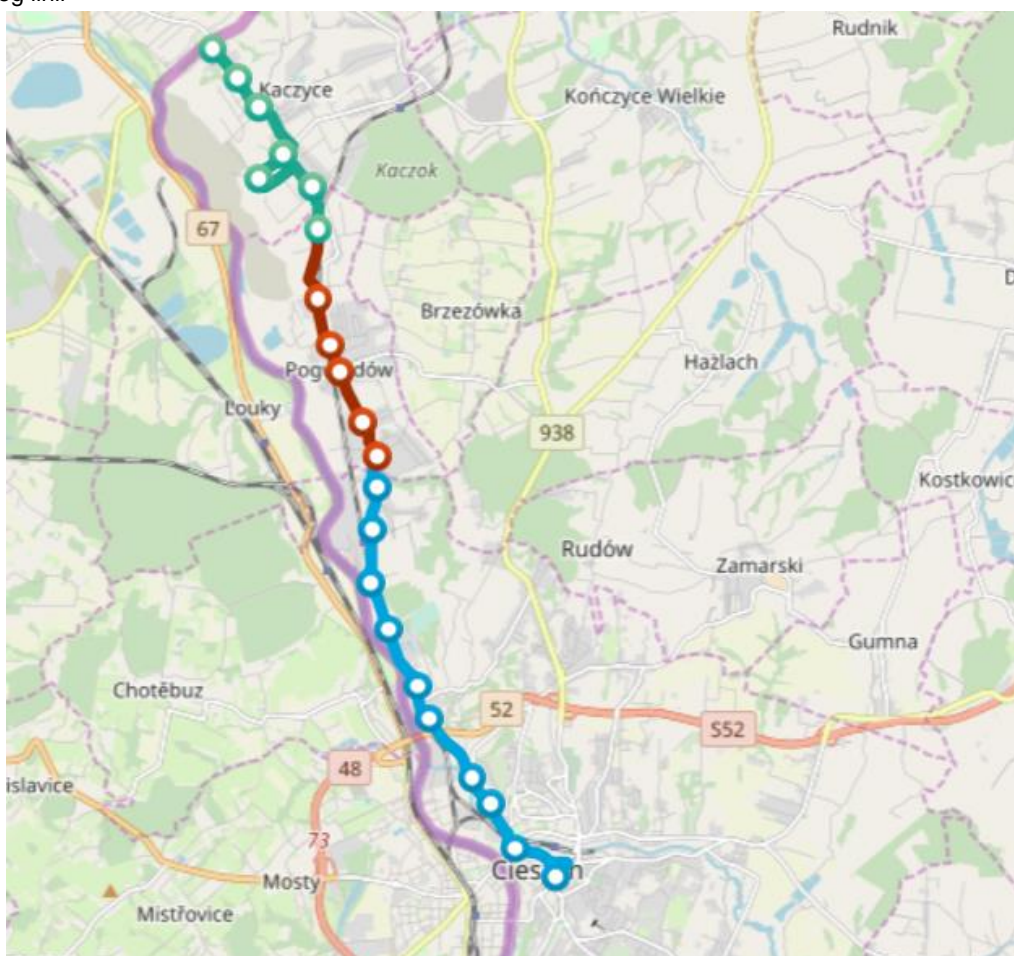 Rudnik
Kaczyce
Kończyce Wielkie
Kaczok
67
Brzezówka
Hażlach
Louky
938
Kostkowic
Rudów
Zamarski
Gumna
Chotěbuz
52
S52
48
islavice
73
Mosty
Mistřovice